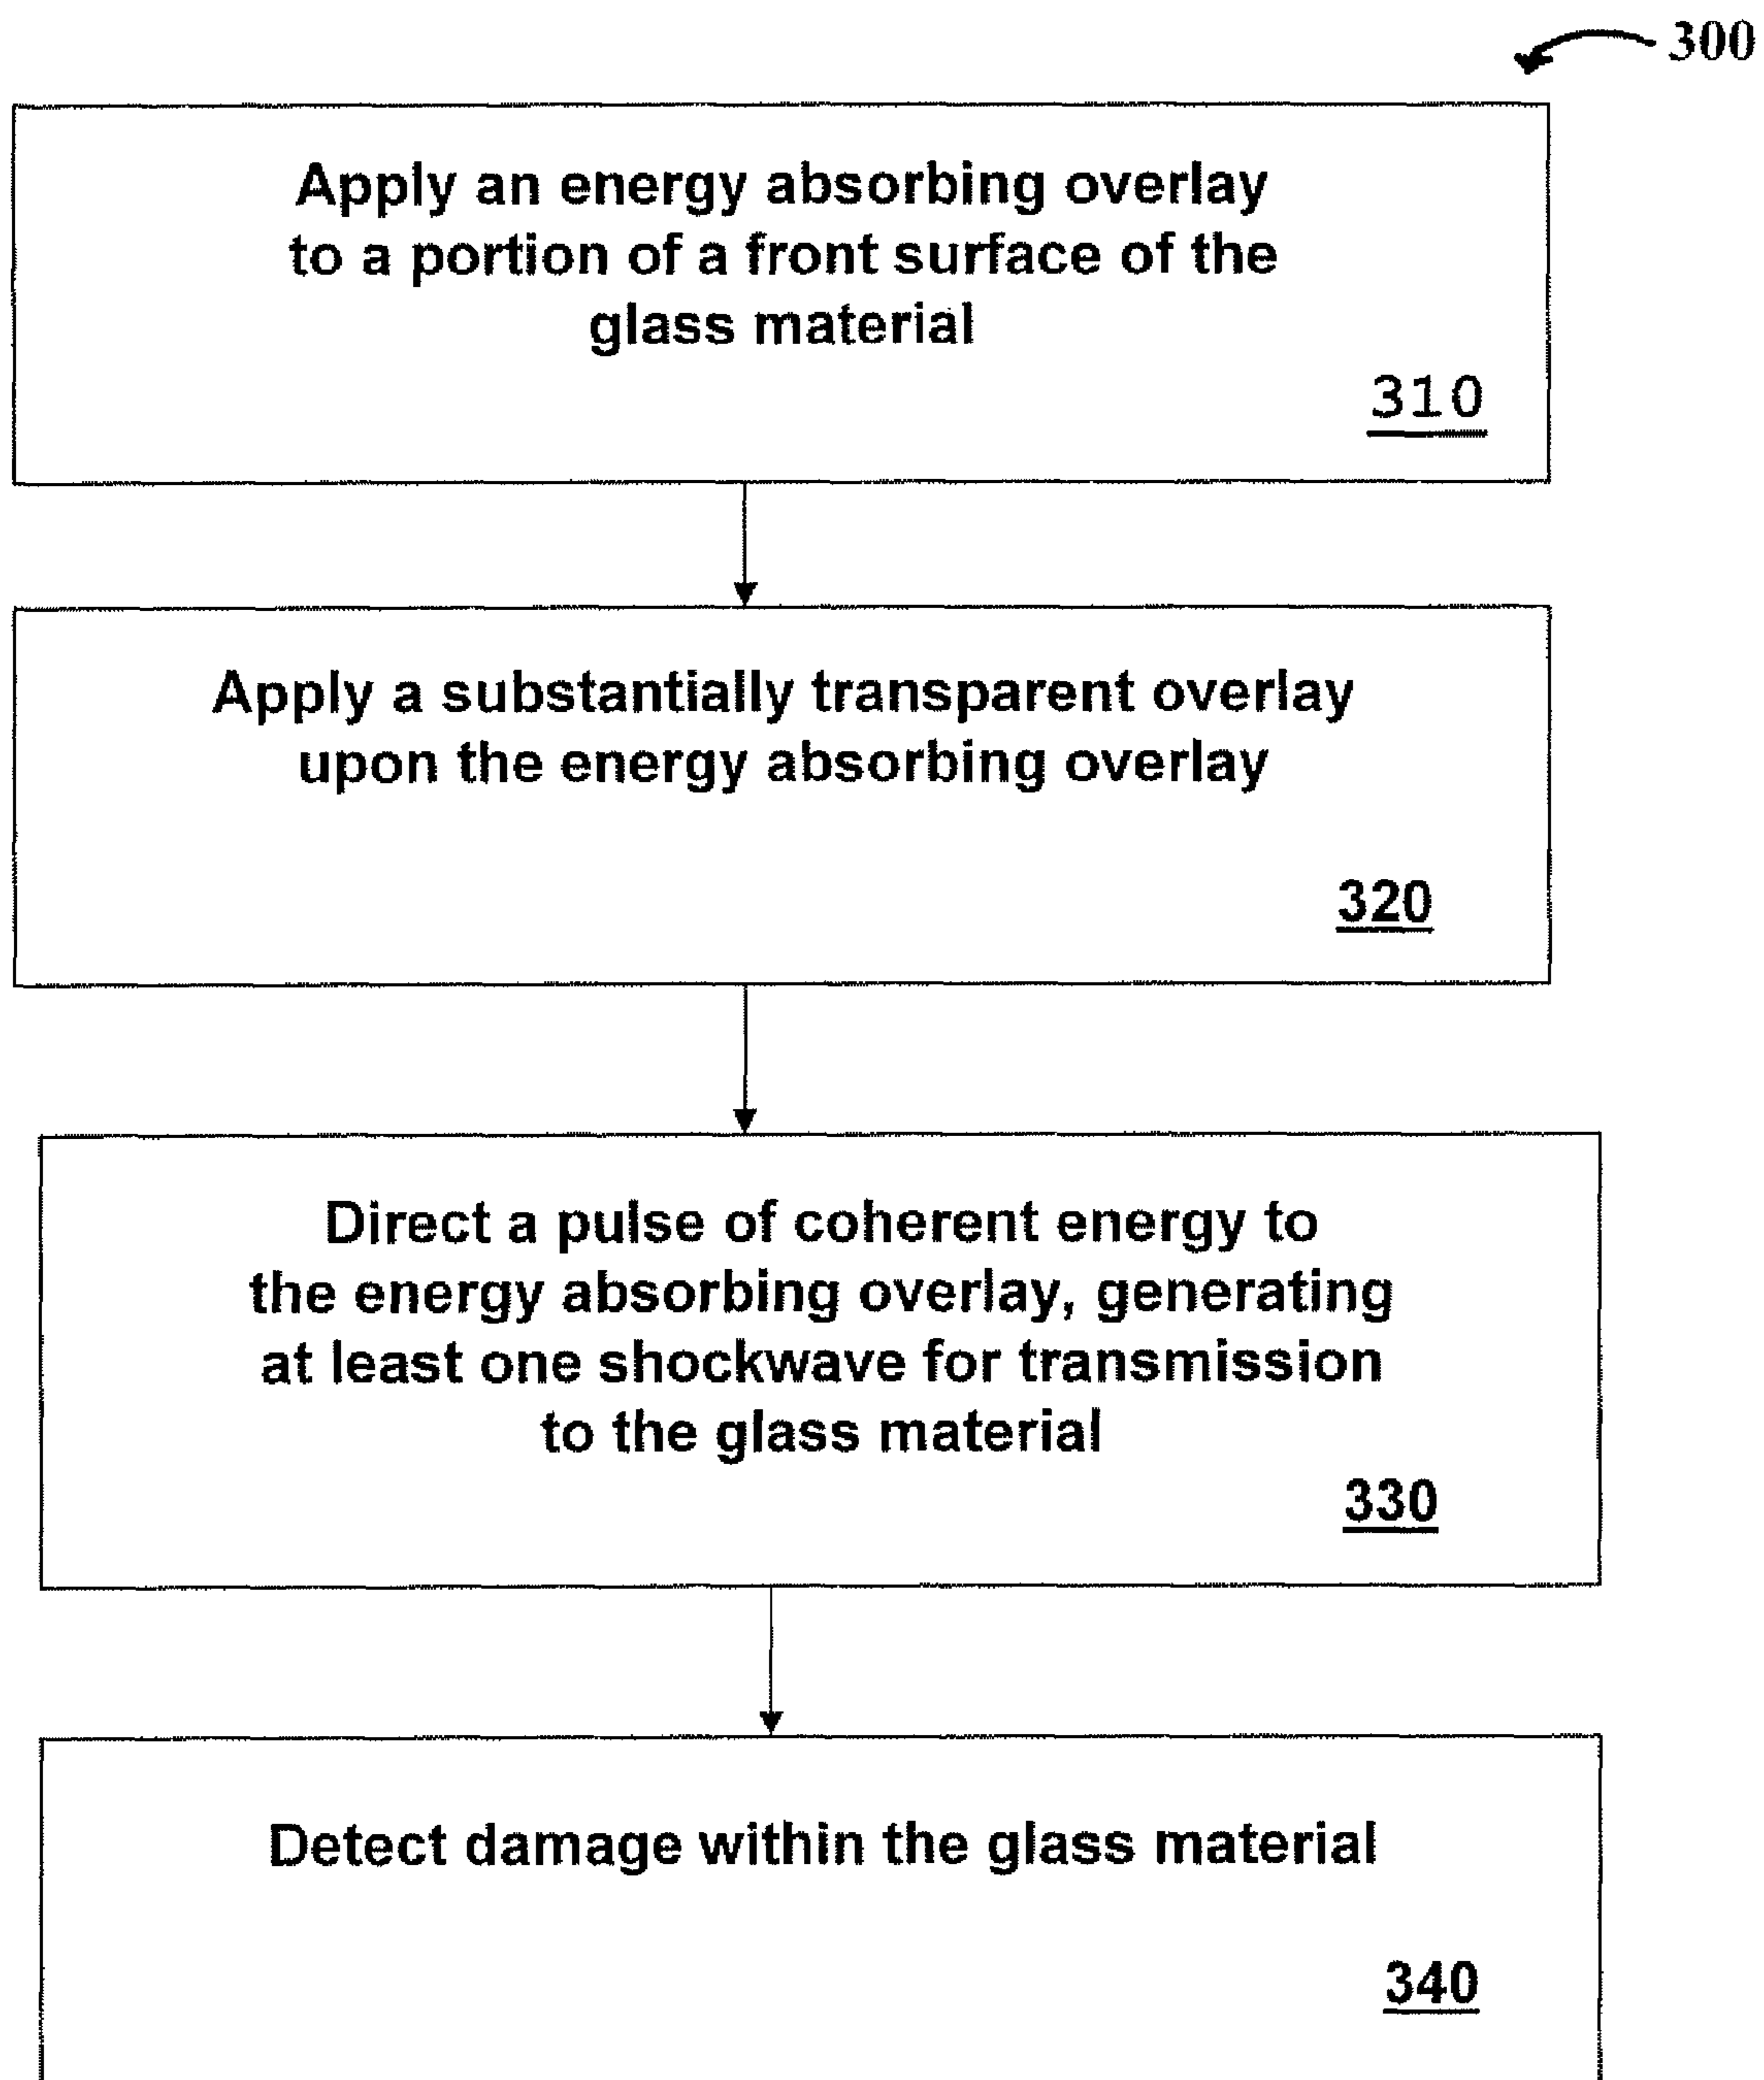 300
Apply an energy absorbing overlay
to a portion of a front surface of the
glass material
310
Apply a substantially transparent overlay
upon the energy absorbing overlay
320
Direct a pulse of coherent energy to
the energy absorbing overlay, generating
at least one shockwave for transmission
to the glass material
330
Detect damage within the glass material
340